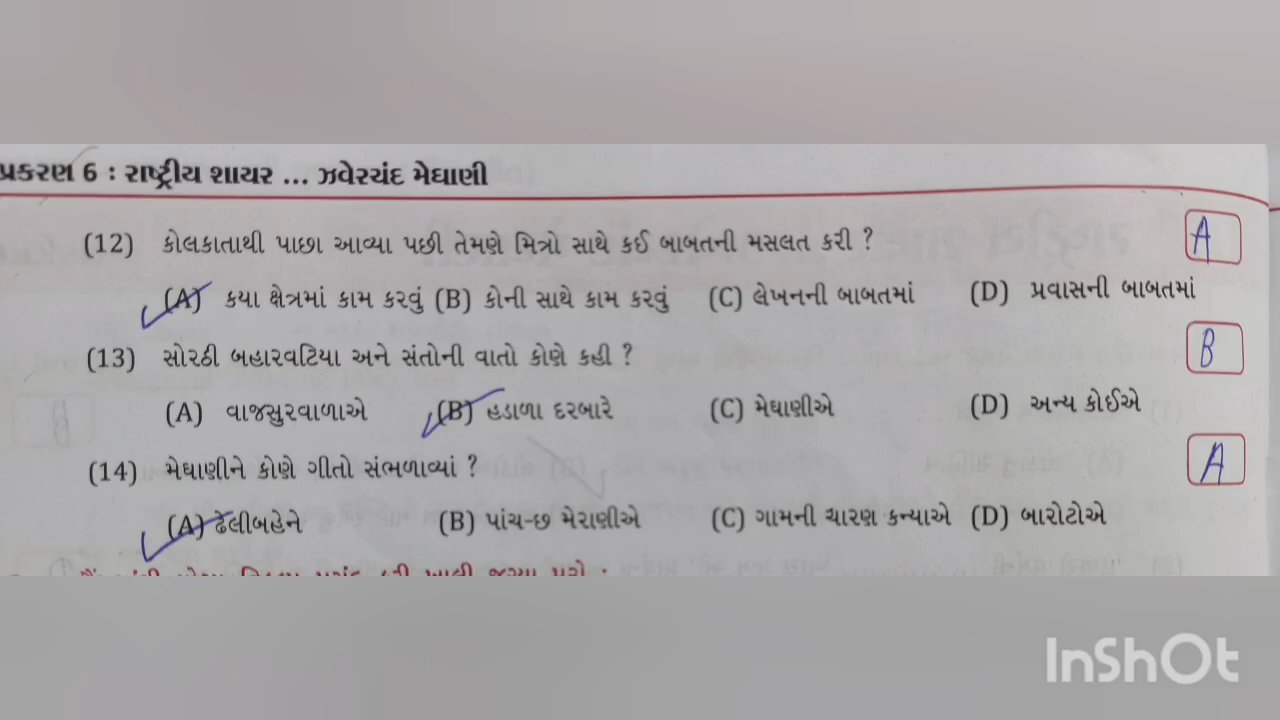 પ્રકરણ 6 : રાષ્ટ્રીય શાયર ... ઝવેરચંદ મેઘાણી
(12) કોલકાતાથી પાછા આવ્યા પછી તેમણે મિત્રો સાથે કઈ બાબતની મસલત કરી ? A
(A) કયા ક્ષેત્રમાં કામ કરવું (B) કોની સાથે કામ કરવું (C) લેખનની બાબતમાં (D) પ્રવાસની બાબતમાં
(13) સોરઠી બહારવટિયા અને સંતોની વાતો કોણે કહી ? B
(A) વાજસુરવાળાએ (B) હડાળા દરબારે (C) મેઘાણીએ (D) અન્ય કોઈએ
(14) મેઘાણીને કોણે ગીતો સંભળાવ્યાં ? A
(A) ઢેલીબહેને (B) પાંચ-છ મેરાણીએ (C) ગામની ચારણ કન્યાએ (D) બારોટોએ
InShOt